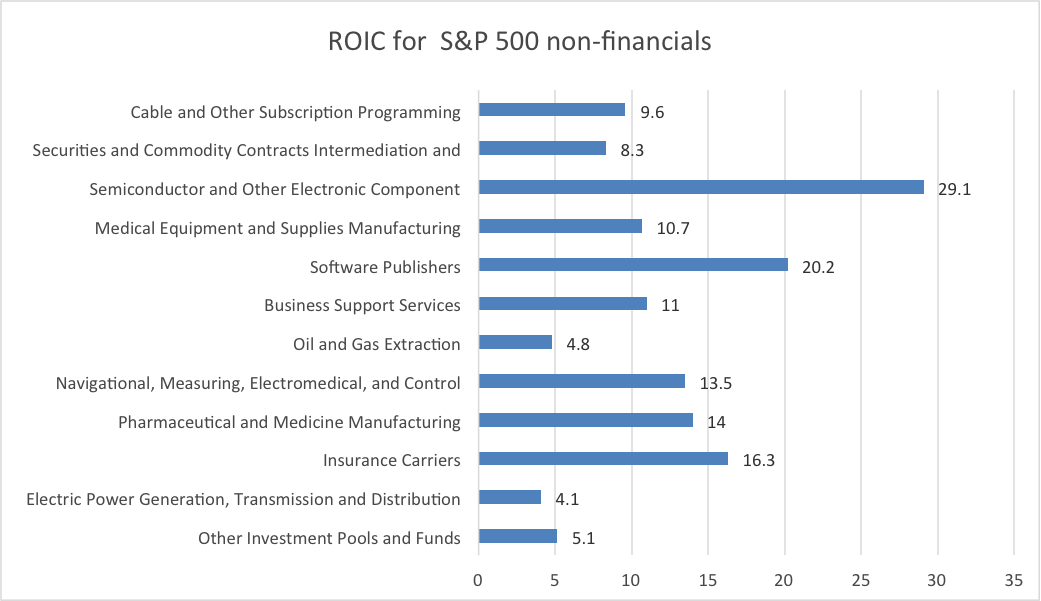 ROIC for  S&P 500 non-financials
Cable and Other Subscription Programming 9.6
Securities and Commodity Contracts Intermediation and 8.3
Semiconductor and Other Electronic Component 29.1
Medical Equipment and Supplies Manufacturing 10.7
Software Publishers 20.2
Business Support Services 11
Oil and Gas Extraction 4.8
Navigational, Measuring, Electromedical, and Control 13.5
Pharmaceutical and Medicine Manufacturing 14
Insurance Carriers 16.3
Electric Power Generation, Transmission and Distribution 4.1
Other Investment Pools and Funds 5.1
0 5 10 15 20 25 30 35